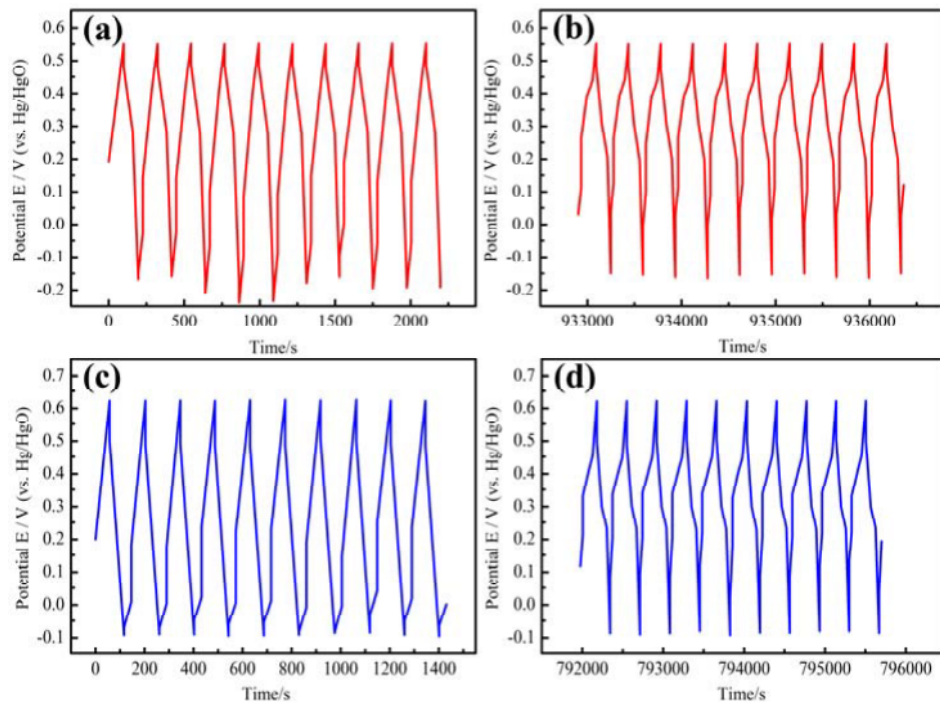 (a)
Potential E / V (vs. Hg/HgO)
0.6
0.5
0.4
0.3
0.2
0.1
0.0
-0.1
-0.2
0 500 1000 1500 2000
Time/s
(b)
Potential E / V (vs. Hg/HgO)
0.6
0.5
0.4
0.3
0.2
0.1
0.0
-0.1
-0.2
933000 934000 935000 936000
Time/s
(c)
Potential E / V (vs. Hg/HgO)
0.7
0.6
0.5
0.4
0.3
0.2
0.1
0.0
-0.1
0 200 400 600 800 1000 1200 1400
Time/s
(d)
Potential E / V (vs. Hg/HgO)
0.7
0.6
0.5
0.4
0.3
0.2
0.1
0.0
-0.1
792000 793000 794000 795000 796000
Time/s